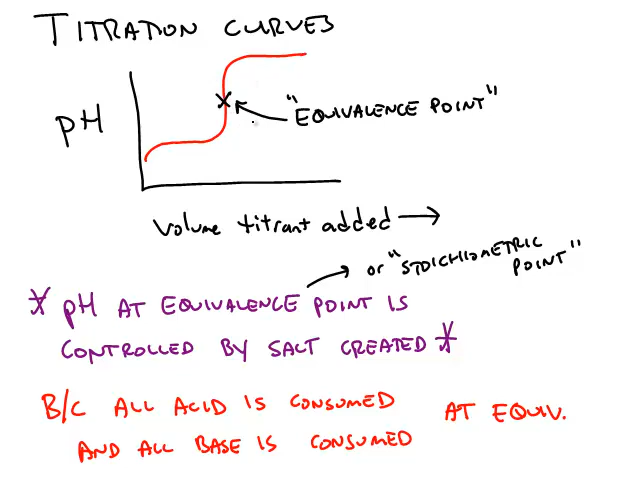 TITRATION CURVES
pH
"EQUIVALENCE POINT"
volume titrant added
or "STOICHIOMETRIC
POINT"
* pH AT EQUIVALENCE POINT IS
CONTROLLED BY SALT CREATED *
B/C ALL ACID IS CONSUMED
AND ALL BASE IS CONSUMED
AT EQUIV.